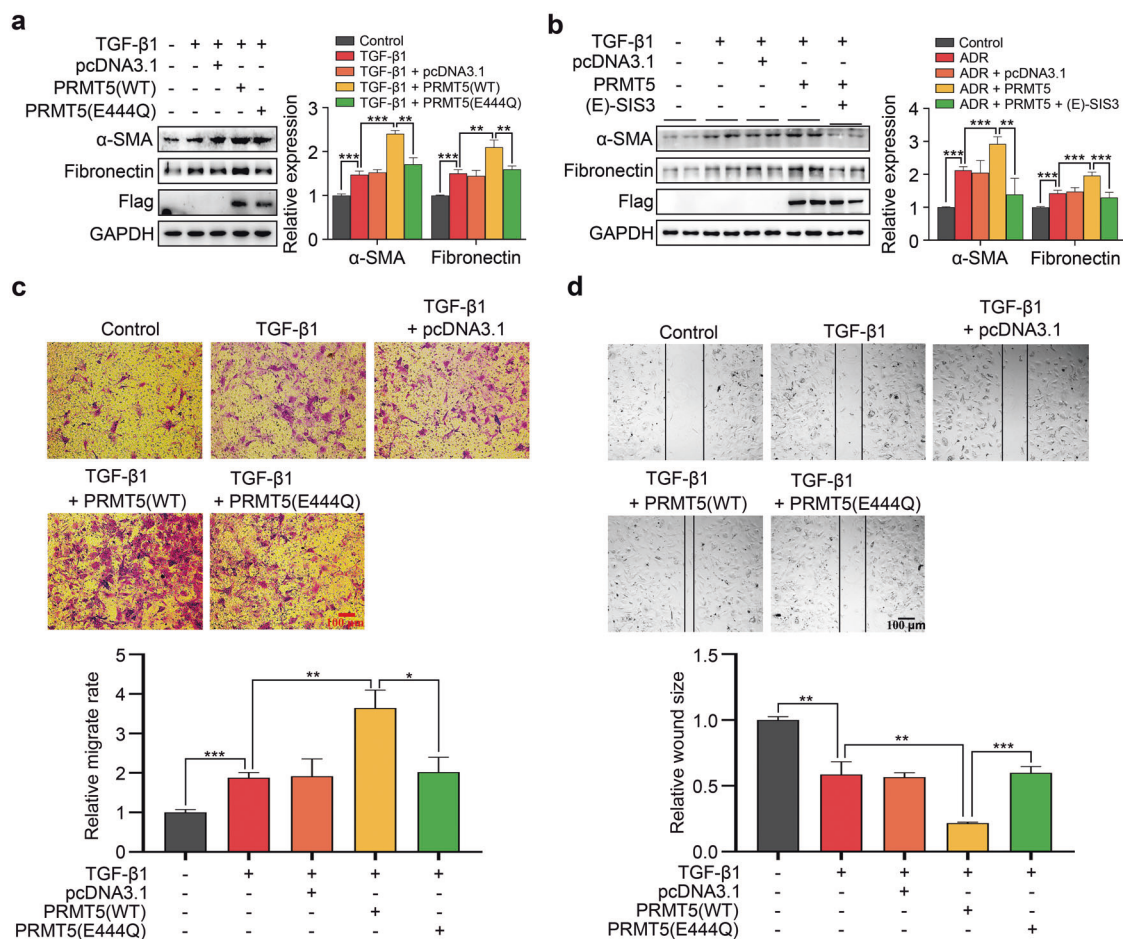 a
TGF-β1 - + + + +
pcDNA3.1 - - + - -
PRMT5(WT) - - - + -
PRMT5(E444Q) - - - - +
α-SMA
Fibronectin
Flag
GAPDH
Control
TGF-β1
TGF-β1 + pcDNA3.1
TGF-β1 + PRMT5(WT)
TGF-β1 + PRMT5(E444Q)
Relative expression
3
2
1
0
*** *** ** *** ** **
α-SMA Fibronectin
b
TGF-β1 - + + + +
pcDNA3.1 - - + - -
PRMT5 - - - + +
(E)-SIS3 - - - - +
α-SMA
Fibronectin
Flag
GAPDH
Control
ADR
ADR + pcDNA3.1
ADR + PRMT5
ADR + PRMT5 + (E)-SIS3
Relative expression
4
3
2
1
0
*** *** ** *** *** ***
α-SMA Fibronectin
c
Control TGF-β1 TGF-β1
+ pcDNA3.1
TGF-β1 TGF-β1
+ PRMT5(WT) + PRMT5(E444Q)
100 μm
Relative migrate rate
5
4
3
2
1
0
*** ** *
TGF-β1 - + + + +
pcDNA3.1 - - + - -
PRMT5(WT) - - - + -
PRMT5(E444Q) - - - - +
d
Control TGF-β1 TGF-β1
+ pcDNA3.1
TGF-β1 TGF-β1
+ PRMT5(WT) + PRMT5(E444Q)
100 μm
Relative wound size
1.5
1.0
0.5
0.0
** ** ***
TGF-β1 - + + + +
pcDNA3.1 - - + - -
PRMT5(WT) - - - + -
PRMT5(E444Q) - - - - +